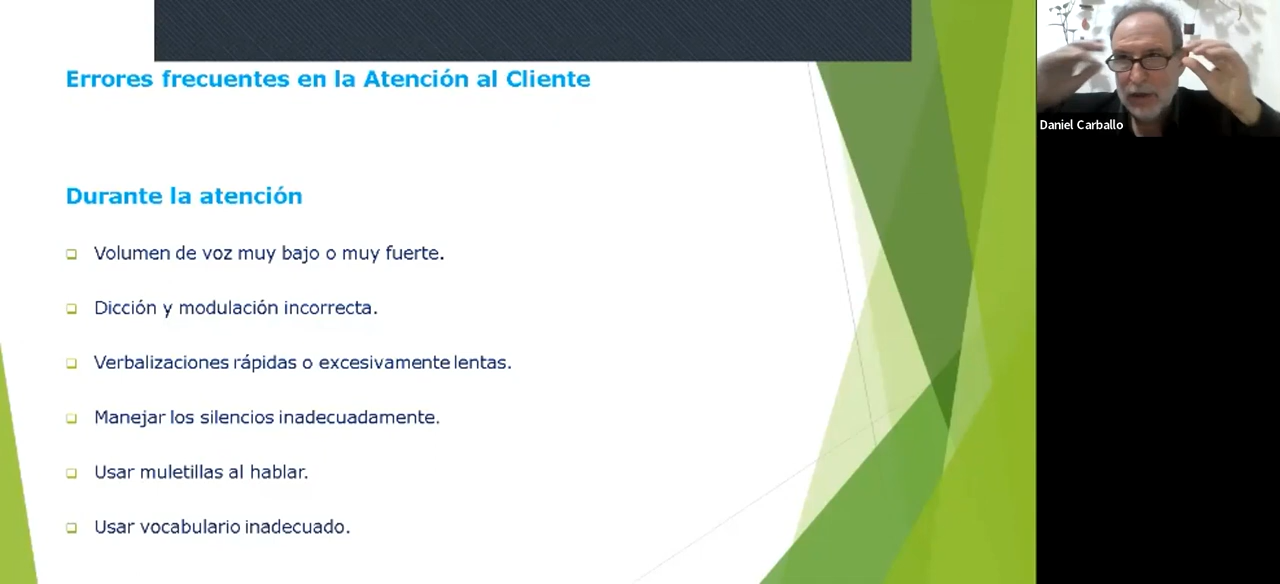 Errores frecuentes en la Atención al Cliente
Daniel Carballo
Durante la atención
Volumen de voz muy bajo o muy fuerte.
Dicción y modulación incorrecta.
Verbalizaciones rápidas o excesivamente lentas.
Manejar los silencios inadecuadamente.
Usar muletillas al hablar.
Usar vocabulario inadecuado.